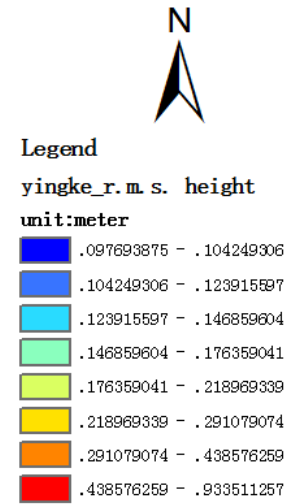 N
Legend
yingke_r.m.s. height
unit:meter
.097693875 - .104249306
.104249306 - .123915597
.123915597 - .146859604
.146859604 - .176359041
.176359041 - .218969339
.218969339 - .291079074
.291079074 - .438576259
.438576259 - .933511257